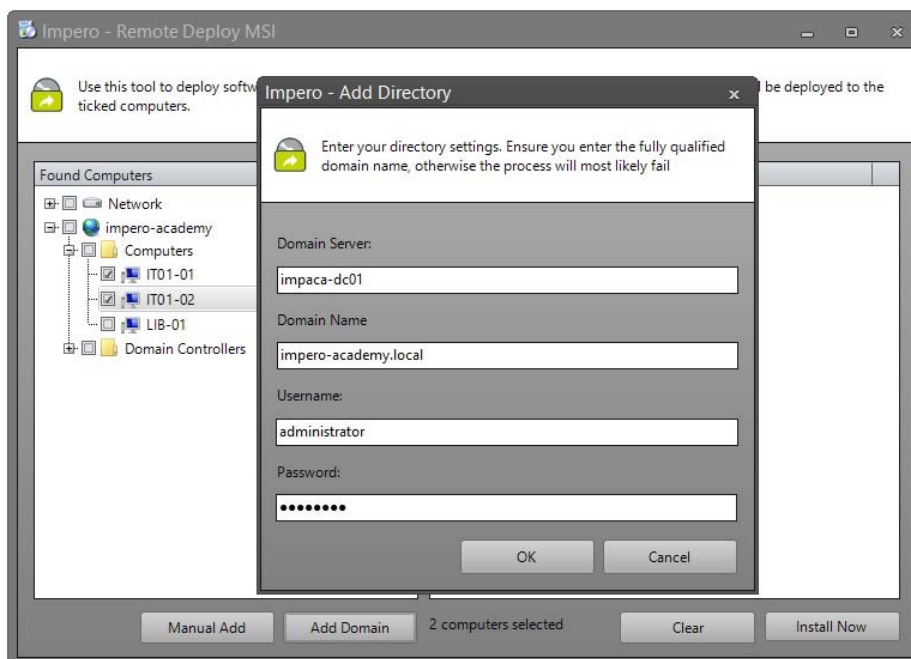 Impero - Remote Deploy MSI
Use this tool to deploy softw
be deployed to the
ticked computers.
Impero - Add Directory
Enter your directory settings. Ensure you enter the fully qualified
domain name, otherwise the process will most likely fail
Found Computers
Network
impero-academy
Computers
IT01-01
IT01-02
LIB-01
Domain Controllers
Domain Server:
impaca-dc01
Domain Name
impero-academy.local
Username:
administrator
Password:
••••••••
OK
Cancel
Manual Add
Add Domain
2 computers selected
Clear
Install Now